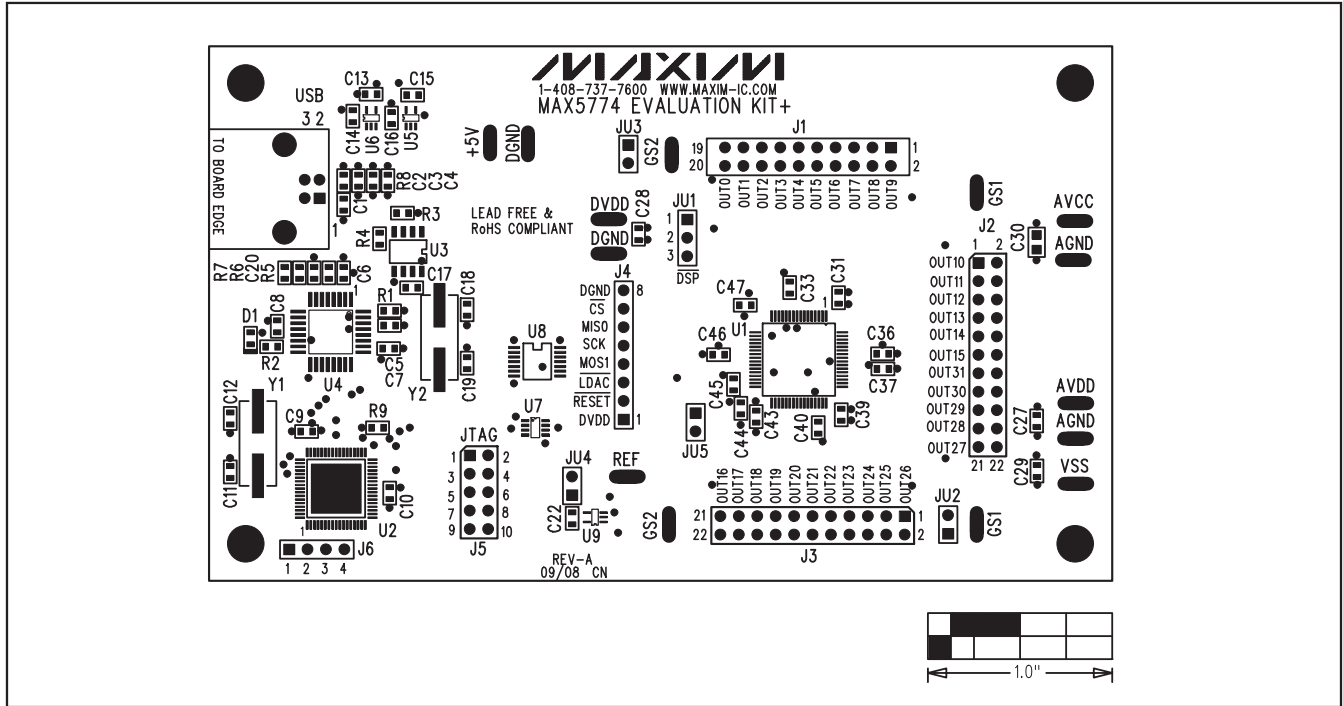 MAXIM
1-408-737-7600 WWW.MAXIM-IC.COM
MAX5774 EVALUATION KIT+
C13
C15
USB
3 2
C14
U6
C16
U5
TO BOARD EDGE
R8
C2
C3
C4
C1
1
+5V
DGND
JU3
GS2
J1
19
1
20
2
OUT0
OUT1
OUT2
OUT3
OUT4
OUT5
OUT6
OUT7
OUT8
OUT9
GS1
AVCC
R3
R4
U3
LEAD FREE &
RoHS COMPLIANT
DVDD
C28
DGND
JU1
1
2
3
DSP
J2
1 2
C30
AGND
R7
R6
C20
R5
C6
1
C17
C18
J4
DGND
8
CS
MISO
SCK
MOS1
LDAC
RESET
DVDD
1
C47
C33
C31
1
U1
C46
C36
C37
C45
C44
C43
C40
C39
JU5
OUT10
OUT11
OUT12
OUT13
OUT14
OUT15
OUT31
OUT30
OUT29
OUT28
OUT27
21 22
D1
C8
R2
R1
C5
C7
U4
C19
Y2
U8
U7
AVDD
C27
AGND
C12
Y1
C9
R9
C11
C10
U2
1
J6
1 2 3 4
JTAG
1
2
3
4
5
6
7
8
9
10
J5
JU4
REF
C22
U9
GS2
OUT16
OUT17
OUT18
OUT19
OUT20
OUT21
OUT22
OUT23
OUT24
OUT25
OUT26
21
1
22
2
J3
JU2
GS1
C29
VSS
REV-A
09/08 CN
1.0"